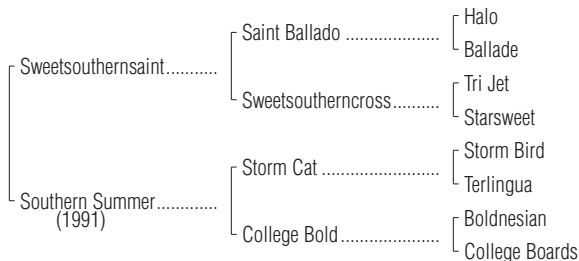 Halo
Saint Ballado ..................
Ballade
Sweetsouthernsaint...........
Tri Jet
Sweetsoutherncross..........
Starsweet
Storm Bird
Storm Cat .......................
Terlingua
Southern Summer.............
(1991)
Boldnesian
College Bold...................
College Boards